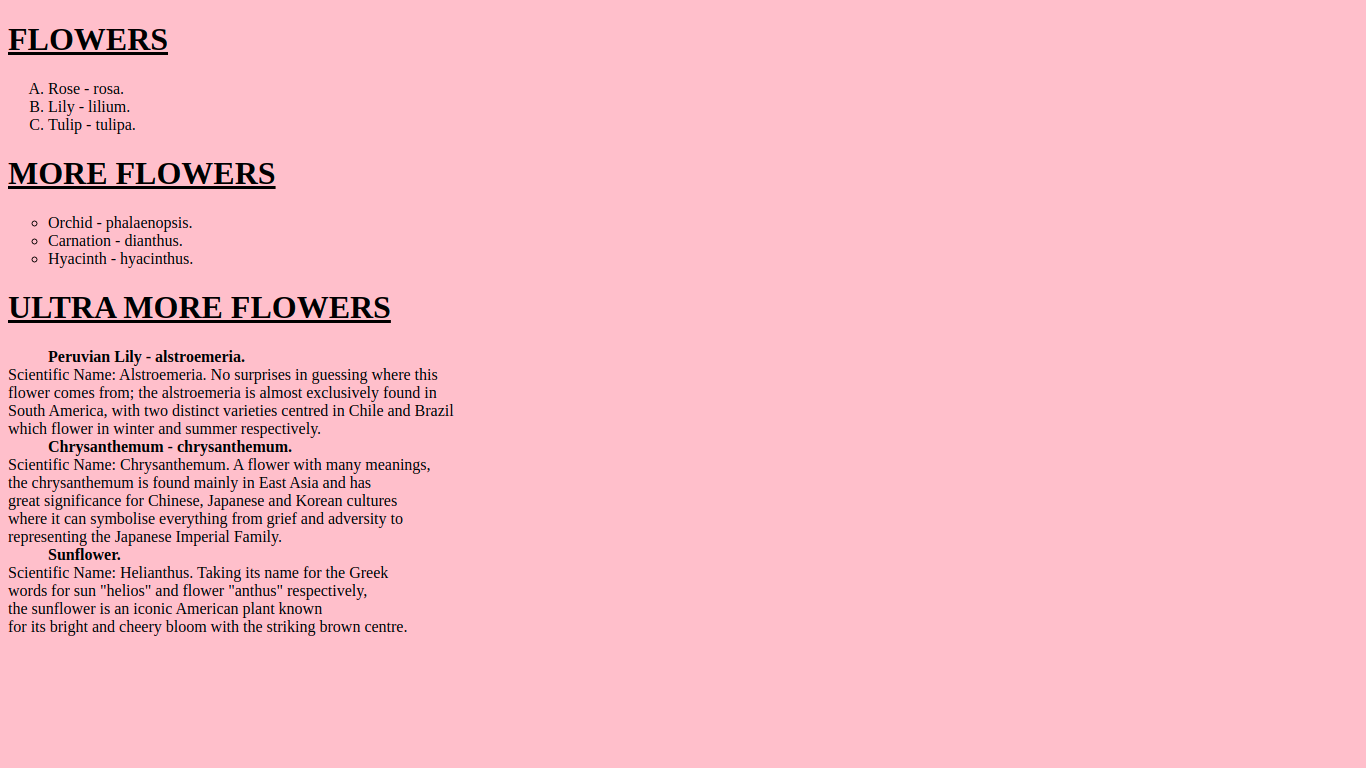 FLOWERS
A. Rose - rosa.
B. Lily - lilium.
C. Tulip - tulipa.
MORE FLOWERS
Orchid - phalaenopsis.
Carnation - dianthus.
Hyacinth - hyacinthus.
ULTRA MORE FLOWERS
Peruvian Lily - alstroemeria.
Scientific Name: Alstroemeria. No surprises in guessing where this
flower comes from; the alstroemeria is almost exclusively found in
South America, with two distinct varieties centred in Chile and Brazil
which flower in winter and summer respectively.
Chrysanthemum - chrysanthemum.
Scientific Name: Chrysanthemum. A flower with many meanings,
the chrysanthemum is found mainly in East Asia and has
great significance for Chinese, Japanese and Korean cultures
where it can symbolise everything from grief and adversity to
representing the Japanese Imperial Family.
Sunflower.
Scientific Name: Helianthus. Taking its name for the Greek
words for sun "helios" and flower "anthus" respectively,
the sunflower is an iconic American plant known
for its bright and cheery bloom with the striking brown centre.